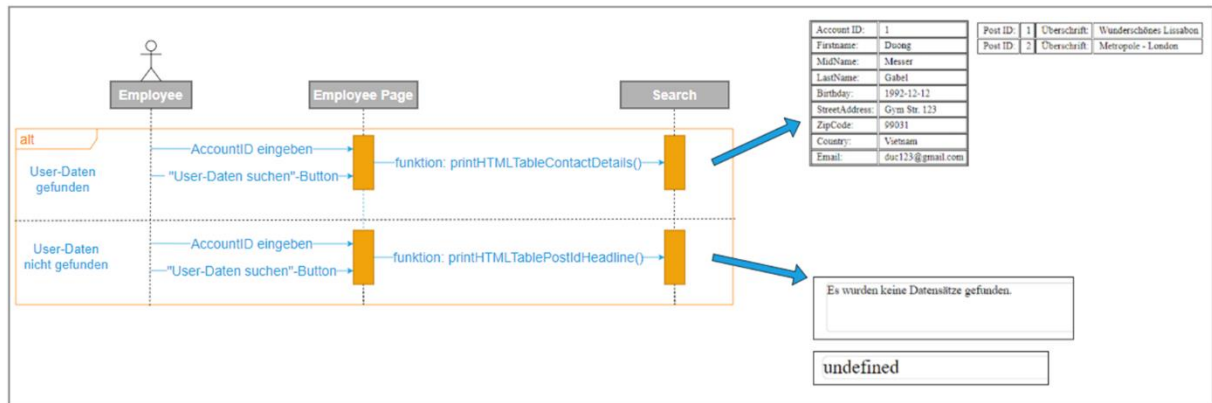 Employee
Employee Page
Search
alt
User-Daten
gefunden
AccountID eingeben
"User-Daten suchen"-Button
funktion: printHTMLTableContactDetails()
User-Daten
nicht gefunden
AccountID eingeben
"User-Daten suchen"-Button
funktion: printHTMLTablePostIdHeadline()
Account ID: 1
Firstname: Duong
MidName: Messer
LastName: Gabel
Birthday: 1992-12-12
StreetAddress: Gym Str. 123
ZipCode: 99031
Country: Vietnam
Email: duc123@gmail.com
Post ID: 1 Überschrift: Wunderschönes Lissabon
Post ID: 2 Überschrift: Metropole - London
Es wurden keine Datensätze gefunden.
undefined